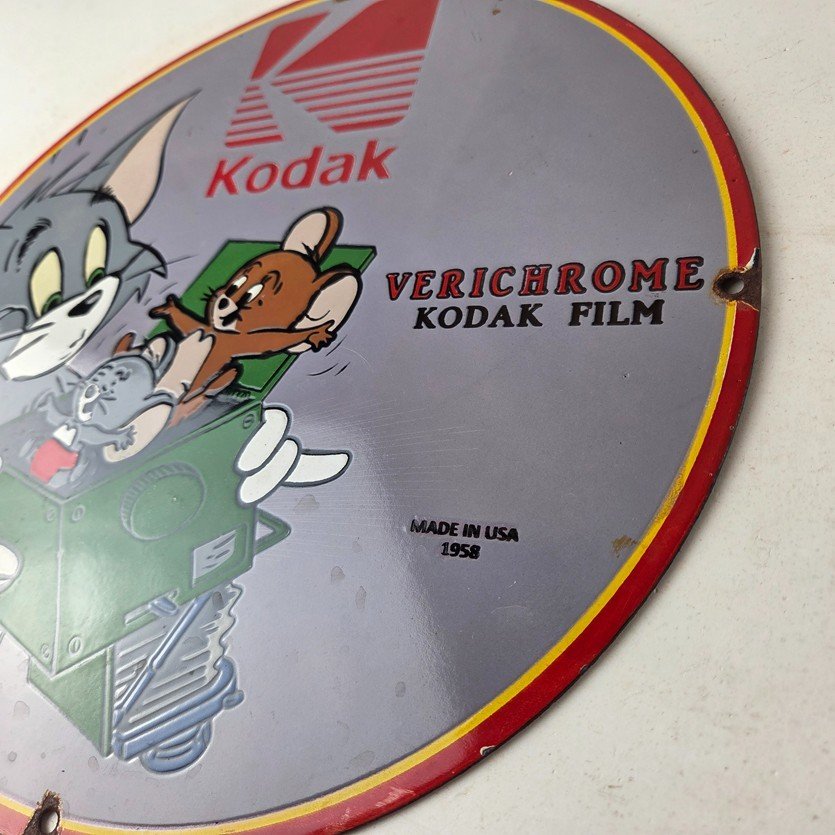 Kodak
VERICHROME
KODAK FILM
MADE IN USA
1958